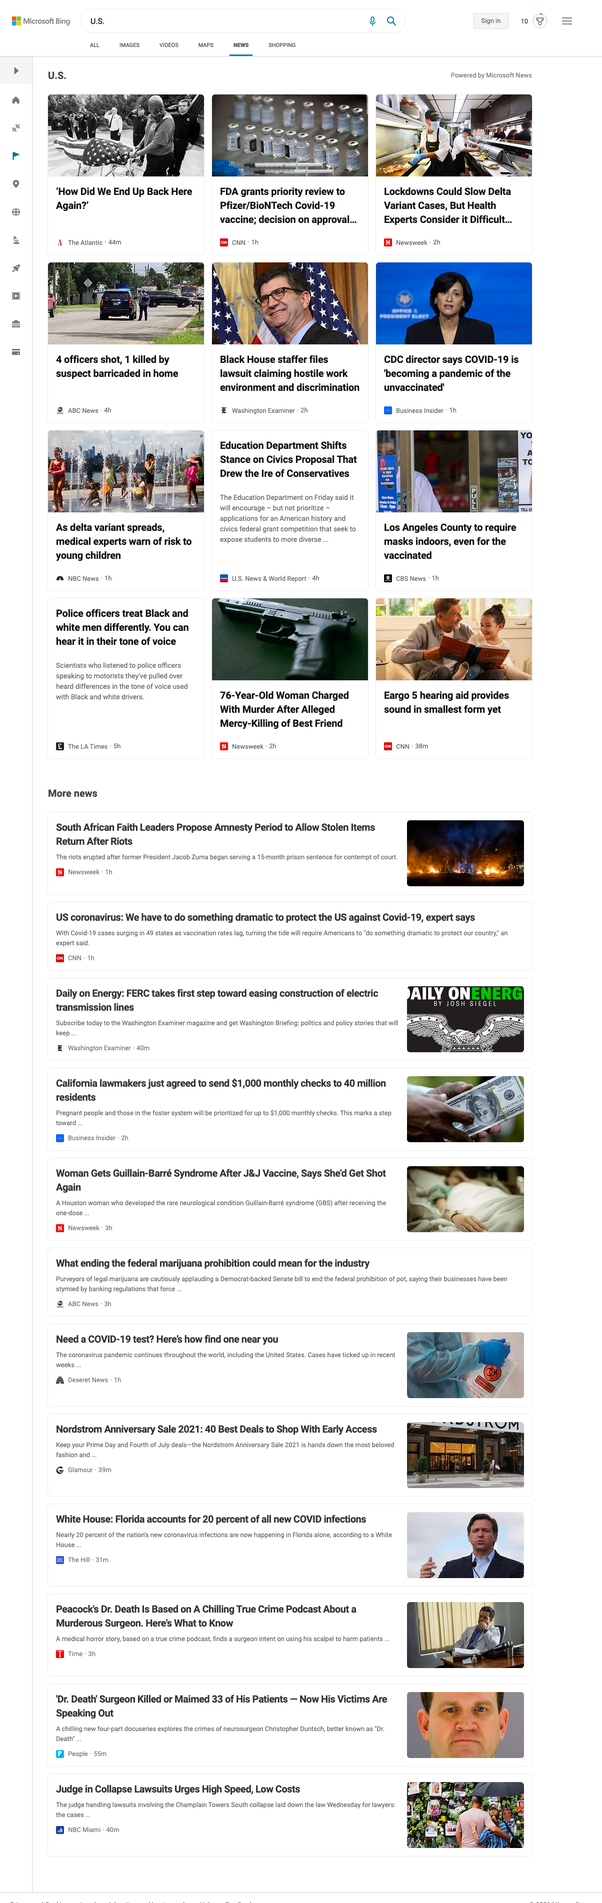 Microsoft Bing
U.S.
Sign in
10
ALL
IMAGES
VIDEOS
MAPS
NEWS
SHOPPING
U.S.
Powered by Microsoft News
'How Did We End Up Back Here
Again?'
The Atlantic · 44m
FDA grants priority review to
Pfizer/BioNTech Covid-19
vaccine; decision on approval...
CNN · 1h
Lockdowns Could Slow Delta
Variant Cases, But Health
Experts Consider it Difficult...
Newsweek · 2h
4 officers shot, 1 killed by
suspect barricaded in home
ABC News · 4h
Black House staffer files
lawsuit claiming hostile work
environment and discrimination
Washington Examiner · 2h
OFFICE
PRESIDENT ELECT
CDC director says COVID-19 is
'becoming a pandemic of the
unvaccinated'
Business Insider · 1h
As delta variant spreads,
medical experts warn of risk to
young children
NBC News · 1h
Education Department Shifts
Stance on Civics Proposal That
Drew the Ire of Conservatives
The Education Department on Friday said it
will encourage – but not prioritize –
applications for an American history and
civics federal grant competition that seek to
expose students to more diverse ...
U.S. News & World Report · 4h
YO
PULL
Los Angeles County to require
masks indoors, even for the
vaccinated
CBS News · 1h
Police officers treat Black and
white men differently. You can
hear it in their tone of voice
Scientists who listened to police officers
speaking to motorists they've pulled over
heard differences in the tone of voice used
with Black and white drivers.
The LA Times · 5h
76-Year-Old Woman Charged
With Murder After Alleged
Mercy-Killing of Best Friend
Newsweek · 2h
Eargo 5 hearing aid provides
sound in smallest form yet
CNN · 38m
More news
South African Faith Leaders Propose Amnesty Period to Allow Stolen Items
Return After Riots
The riots erupted after former President Jacob Zuma began serving a 15-month prison sentence for contempt of court.
Newsweek · 1h
US coronavirus: We have to do something dramatic to protect the US against Covid-19, expert says
With Covid-19 cases surging in 49 states as vaccination rates lag, turning the tide will require Americans to "do something dramatic to protect our country," an
expert said.
CNN · 1h
Daily on Energy: FERC takes first step toward easing construction of electric
transmission lines
Subscribe today to the Washington Examiner magazine and get Washington Briefing: politics and policy stories that will
keep ...
Washington Examiner · 40m
AILY ON ENERG
BY JOSH SIEGEL
California lawmakers just agreed to send $1,000 monthly checks to 40 million
residents
Pregnant people and those in the foster system will be prioritized for up to $1,000 monthly checks. This marks a step
toward ...
Business Insider · 2h
Woman Gets Guillain-Barré Syndrome After J&J Vaccine, Says She'd Get Shot
Again
A Houston woman who developed the rare neurological condition Guillain-Barré syndrome (GBS) after receiving the
one-dose ...
Newsweek · 3h
What ending the federal marijuana prohibition could mean for the industry
Purveyors of legal marijuana are cautiously applauding a Democrat-backed Senate bill to end the federal prohibition of pot, saying their businesses have been
stymied by banking regulations that force ...
ABC News · 3h
Need a COVID-19 test? Here's how find one near you
The coronavirus pandemic continues throughout the world, including the United States. Cases have ticked up in recent
weeks ...
Deseret News · 1h
Nordstrom Anniversary Sale 2021: 40 Best Deals to Shop With Early Access
Keep your Prime Day and Fourth of July deals—the Nordstrom Anniversary Sale 2021 is hands down the most beloved
fashion and ...
Glamour · 39m
NDSTROM
White House: Florida accounts for 20 percent of all new COVID infections
Nearly 20 percent of the nation's new coronavirus infections are now happening in Florida alone, according to a White
House ...
The Hill · 31m
Peacock's Dr. Death Is Based on A Chilling True Crime Podcast About a
Murderous Surgeon. Here's What to Know
A medical horror story, based on a true crime podcast, finds a surgeon intent on using his scalpel to harm patients ...
Time · 3h
'Dr. Death' Surgeon Killed or Maimed 33 of His Patients — Now His Victims Are
Speaking Out
A chilling new four-part docuseries explores the crimes of neurosurgeon Christopher Duntsch, better known as "Dr.
Death" ...
People · 55m
Judge in Collapse Lawsuits Urges High Speed, Low Costs
The judge handling lawsuits involving the Champlain Towers South collapse laid down the law Wednesday for lawyers:
the cases ...
NBC Miami · 40m